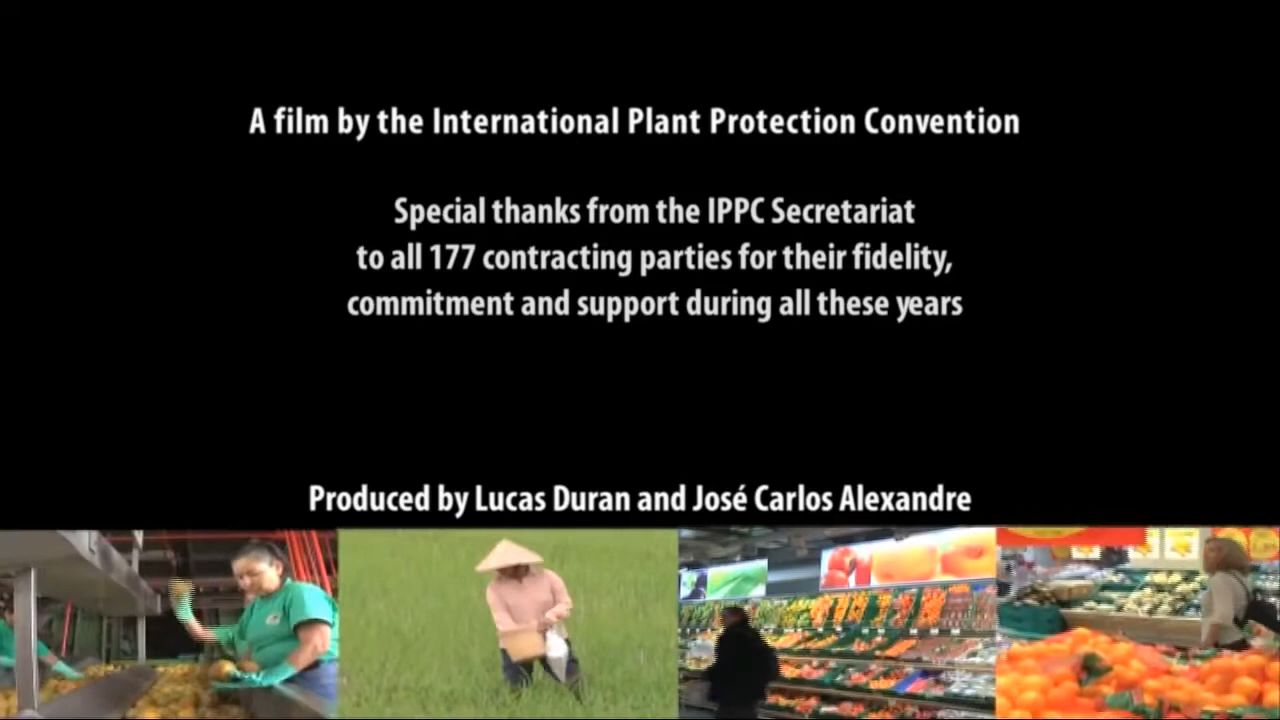 A film by the International Plant Protection Convention
Special thanks from the IPPC Secretariat
to all 177 contracting parties for their fidelity,
commitment and support during all these years
Produced by Lucas Duran and José Carlos Alexandre